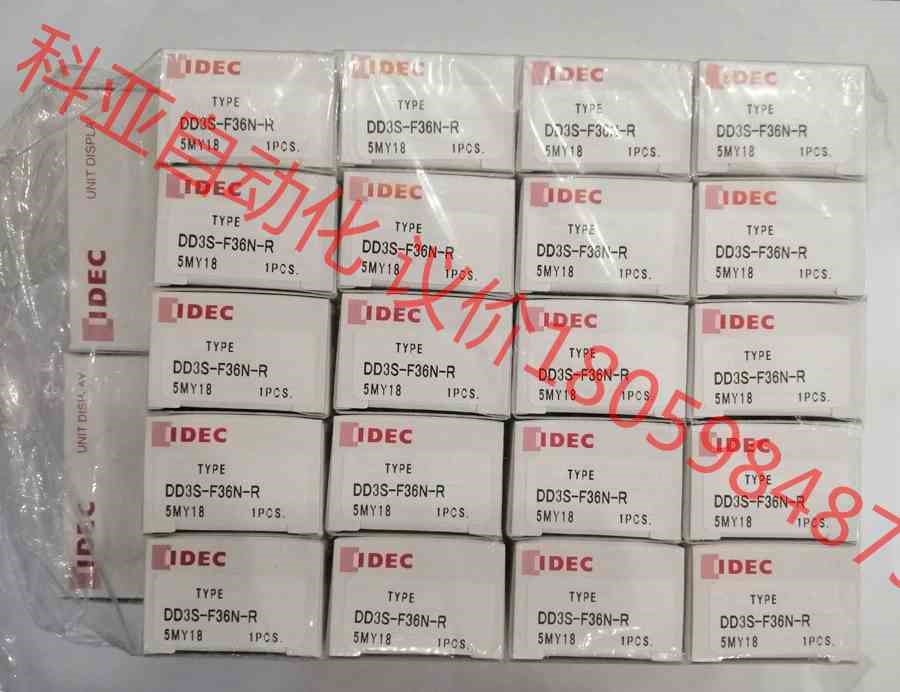 科亚自动化 议价180598487
IDEC
TYPE
DD3S-F36N-R
5MY18 1PCS.
IDEC
TYPE
DD3S-F36N-R
5MY18 1PCS.
IDEC
TYPE
DD3S-F36N-R
5MY18 1PCS.
IDEC
TYPE
DD3S-F36N-R
5MY18 1PCS.
UNIT DISPLA
IDEC
IDEC
TYPE
DD3S-F36N-R
5MY18 1PCS.
IDEC
TYPE
DD3S-F36N-R
5MY18 1PCS.
IDEC
TYPE
DD3S-F36N-R
5MY18 1PCS.
IDEC
TYPE
DD3S-F36N-R
5MY18 1PCS.
IDEC
TYPE
DD3S-F36N-R
5MY18 1PCS.
IDEC
TYPE
DD3S-F36N-R
5MY18 1PCS.
IDEC
TYPE
DD3S-F36N-R
5MY18 1PCS.
IDEC
TYPE
DD3S-F36N-R
5MY18 1PCS.
UNIT DISPLAY
IDEC
IDEC
TYPE
DD3S-F36N-R
5MY18 1PCS.
IDEC
TYPE
DD3S-F36N-R
5MY18 1PCS.
IDEC
TYPE
DD3S-F36N-R
5MY18 1PCS.
IDEC
TYPE
DD3S-F36N-R
5MY18 1PCS.
IDEC
TYPE
DD3S-F36N-R
5MY18 1PCS.
IDEC
TYPE
DD3S-F36N-R
5MY18 1PCS.
IDEC
TYPE
DD3S-F36N-R
5MY18 1PCS.
IDEC
TYPE
DD3S-F36N-R
5MY18 1PCS.